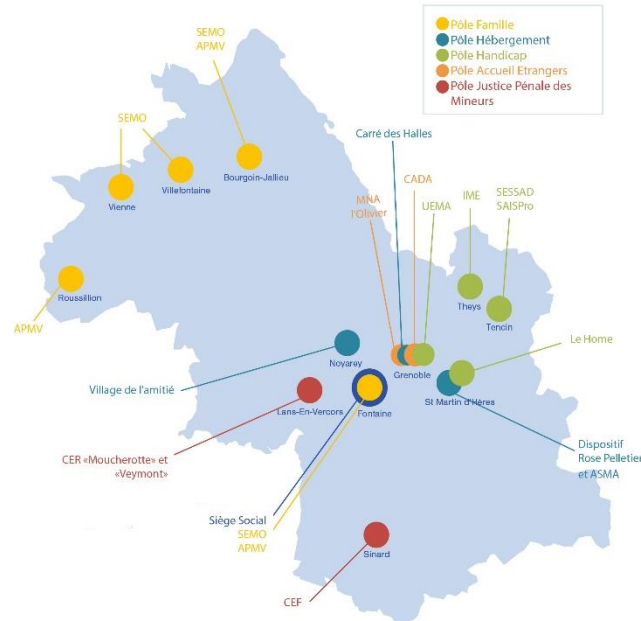 Pôle Famille
Pôle Hébergement
Pôle Handicap
Pôle Accueil Etrangers
Pôle Justice Pénale des
Mineurs
SEMO
APMV
SEMO
Carré des Halles
CADA
MNA
l'Olivier
UEMA
IME
SESSAD
SAISPro
Bourgoin-Jallieu
Villefontaine
Vienne
Roussillion
APMV
Theys
Tencin
Le Home
Noyarey
Grenoble
Village de l'amitié
Lans-En-Vercors
Fontaine
St Martin d'Hères
Dispositif
Rose Pelletier
et ASMA
CER «Moucherotte» et
«Veymont»
Siège Social
SEMO
APMV
Sinard
CEF